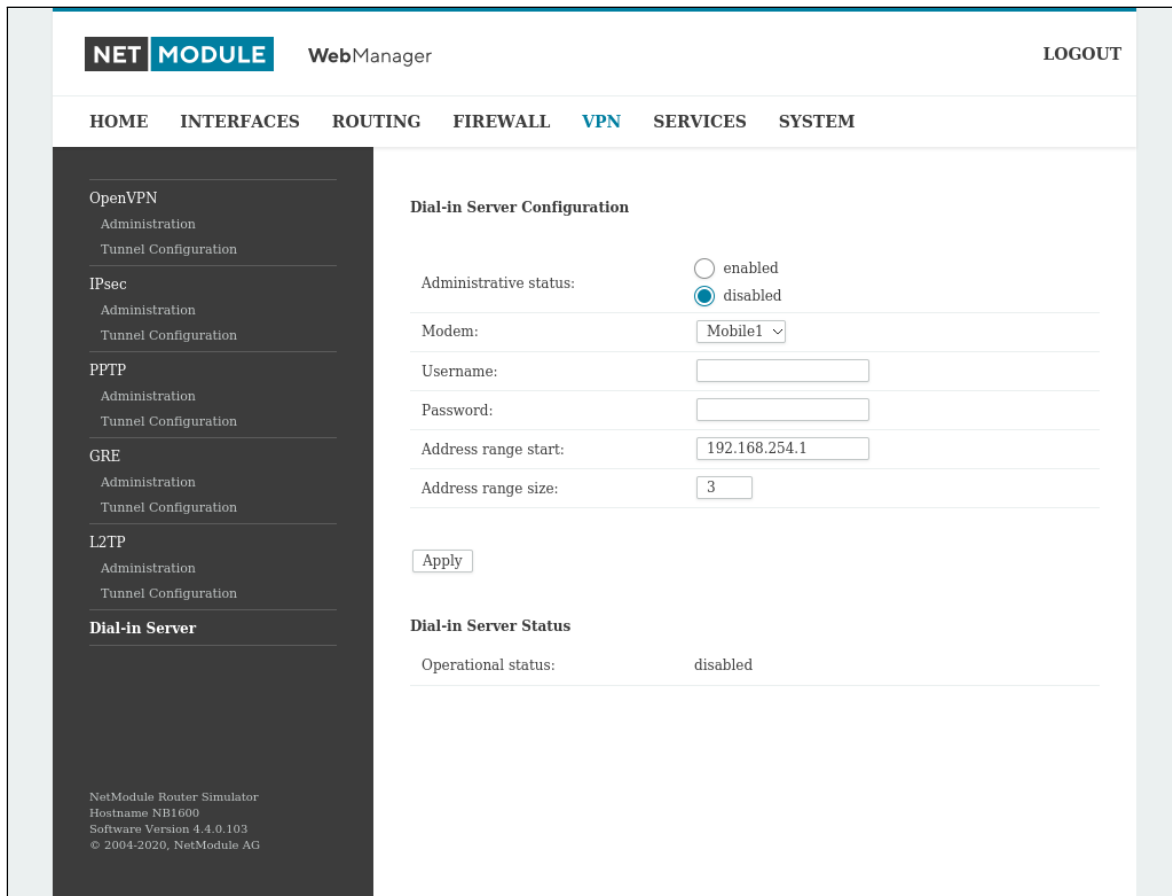 NET MODULE WebManager LOGOUT
HOME INTERFACES ROUTING FIREWALL VPN SERVICES SYSTEM
OpenVPN
Administration
Tunnel Configuration
IPsec
Administration
Tunnel Configuration
PPTP
Administration
Tunnel Configuration
GRE
Administration
Tunnel Configuration
L2TP
Administration
Tunnel Configuration
Dial-in Server
NetModule Router Simulator
Hostname NB1600
Software Version 4.4.0.103
© 2004-2020, NetModule AG
Dial-in Server Configuration
Administrative status: enabled
disabled
Modem: Mobile1
Username:
Password:
Address range start: 192.168.254.1
Address range size: 3
Apply
Dial-in Server Status
Operational status: disabled